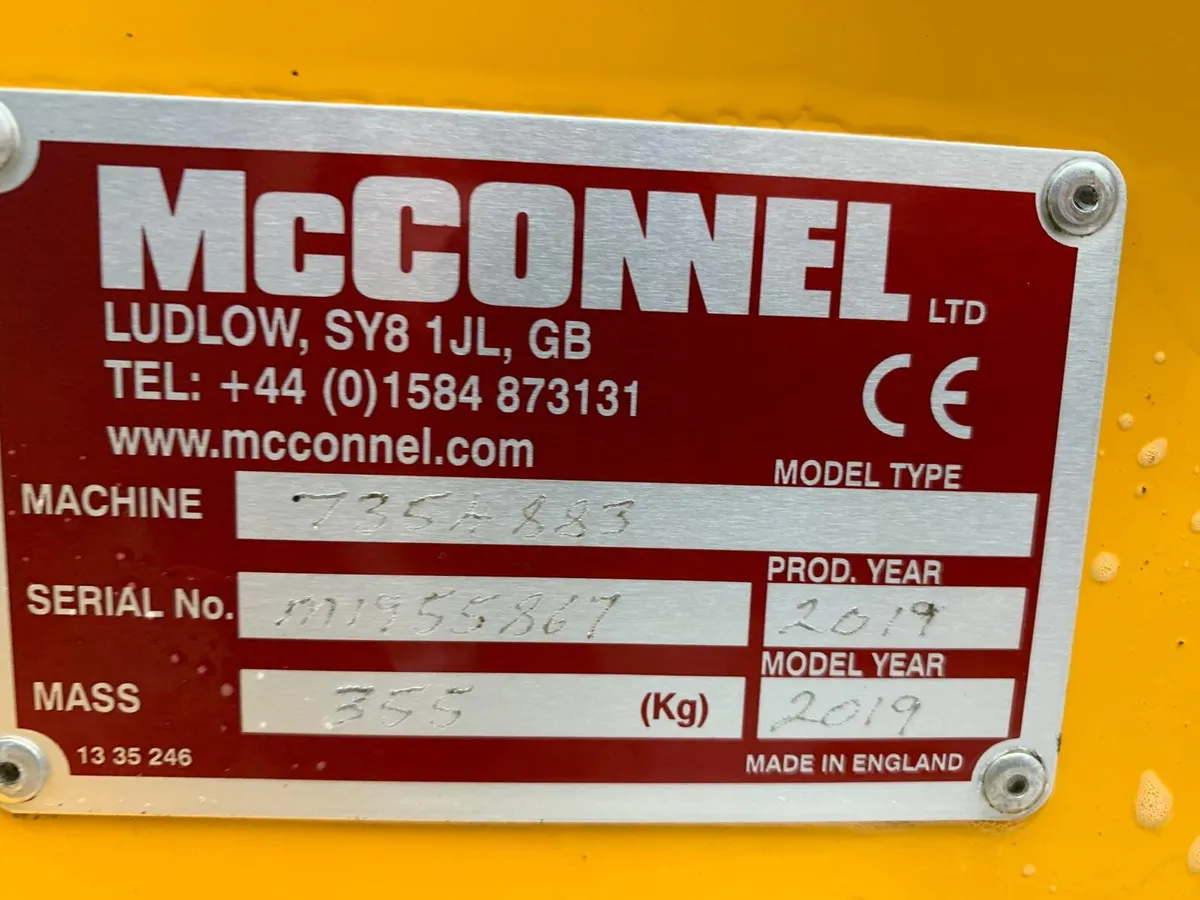 McCONNEL LTD
LUDLOW, SY8 1JL, GB
TEL: +44 (0)1584 873131
CE
www.mcconnel.com
MODEL TYPE
MACHINE 735A883
PROD. YEAR
SERIAL No. M1955867 2019
MODEL YEAR
MASS 355 (Kg) 2019
13 35 246 MADE IN ENGLAND